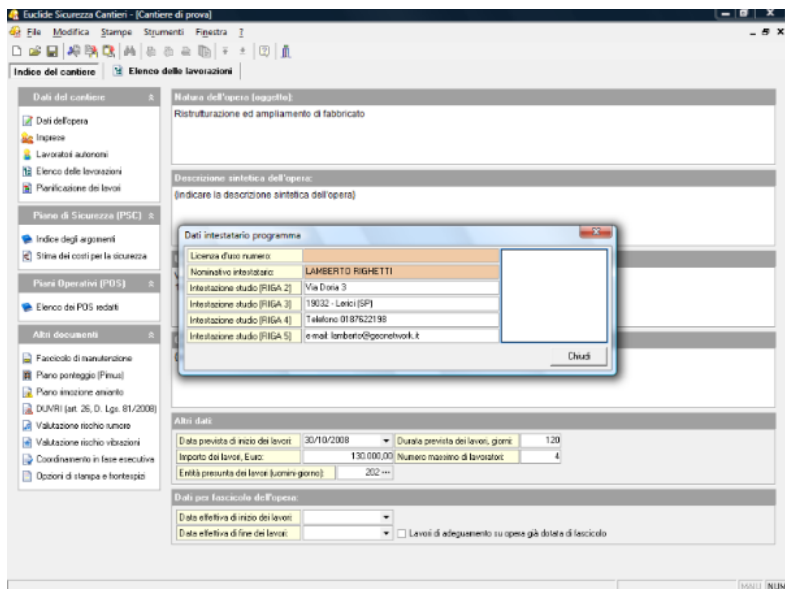 Euclide Sicurezza Cantieri - [Cantiere di prova]
File Modifica Stampe Strumenti Finestra ?
Indice del cantiere Elenco delle lavorazioni
Dati del cantiere
Dati dell'opera
Imprese
Lavoratori autonomi
Elenco delle lavorazioni
Pianificazione dei lavori
Piano di Sicurezza (PSC)
Indice degli argomenti
Stima dei costi per la sicurezza
Piani Operativi (POS)
Elenco dei POS redatti
Altri documenti
Fascicolo di manutenzione
Piano ponteggio (Pimus)
Piano rimozione amianto
DUVRI (art. 26, D. Lgs. 81/2008)
Valutazione rischio rumore
Valutazione rischio vibrazioni
Coordinamento in fase esecutiva
Opzioni di stampa e frontespizi
Natura dell'opera (oggetto):
Ristrutturazione ed ampliamento di fabbricato
Descrizione sintetica dell'opera:
(indicare la descrizione sintetica dell'opera)
Dati intestatario programma
Licenza d'uso numero:
Nominativo intestatario: LAMBERTO RIGHETTI
Intestazione studio (RIGA 2) Via Doria 3
Intestazione studio (RIGA 3) 19032 - Lerici (SP)
Intestazione studio (RIGA 4) Telefono 0187622198
Intestazione studio (RIGA 5) e-mail: lamberto@geonetwork.it
Chiudi
Altri dati:
Data prevista di inizio dei lavori: 30/10/2008 Durata prevista dei lavori, giorni: 120
Importo dei lavori, Euro: 130.000,00 Numero massimo di lavoratori: 4
Entità presunta dei lavori (uomini-giorno): 202 ...
Dati per fascicolo dell'opera:
Data effettiva di inizio dei lavori:
Data effettiva di fine dei lavori: Lavori di adeguamento su opera già dotata di fascicolo
MAIU NUM